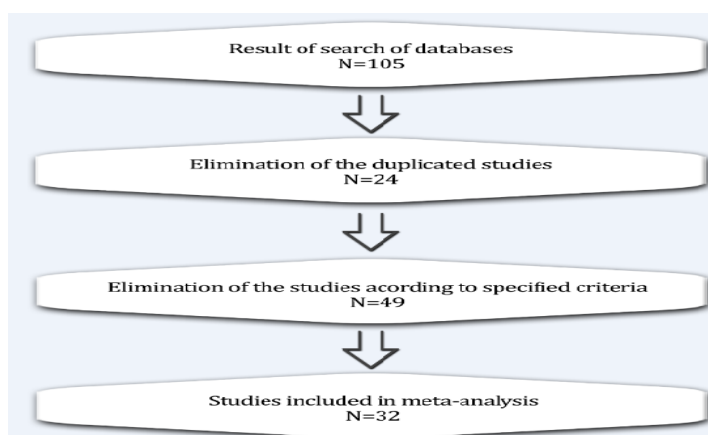 Result of search of databases
N=105
Elimination of the duplicated studies
N=24
Elimination of the studies acording to specified criteria
N=49
Studies included in meta-analysis
N=32